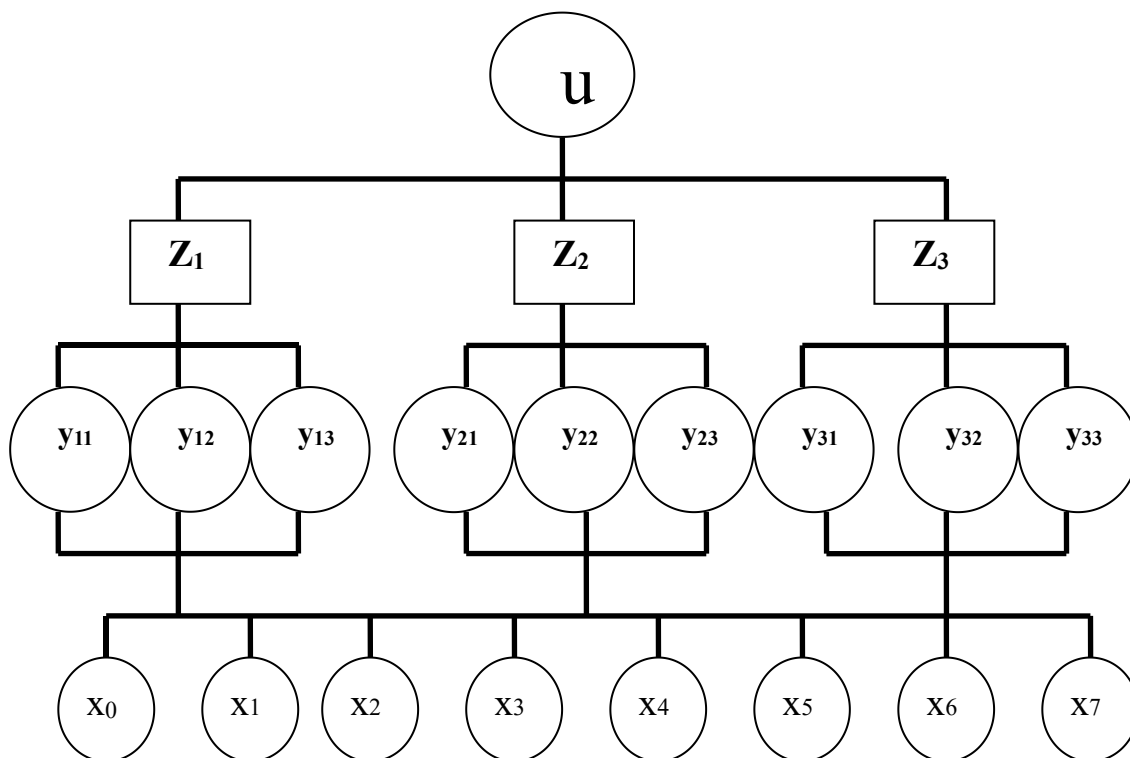 u
Z₁ Z₂ Z₃
y₁₁ y₁₂ y₁₃ y₂₁ y₂₂ y₂₃ y₃₁ y₃₂ y₃₃
x₀ x₁ x₂ x₃ x₄ x₅ x₆ x₇